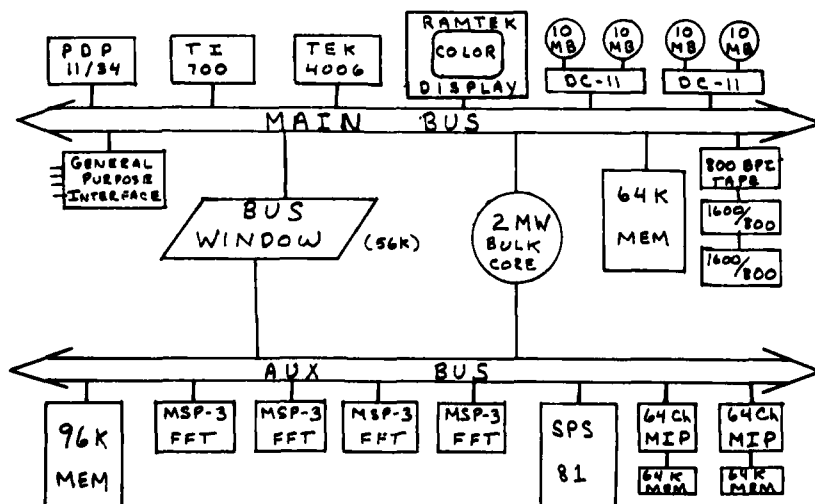 PDP
11/34
TI
700
TEK
4006
RAMTEK
COLOR
DISPLAY
10
MB
10
MB
10
MB
10
MB
DC-11
DC-11
MAIN BUS
GENERAL
PURPOSE
INTERFACE
BUS
WINDOW
(56K)
2 MW
BULK
CORE
64K
MEM
800 BPI
TAPE
1600/800
1600/800
AUX BUS
96K
MEM
MSP-3
FFT
MSP-3
FFT
MSP-3
FFT
MSP-3
FFT
SPS
81
64Ch
MIP
64K
MEM
64Ch
MIP
64K
MEM